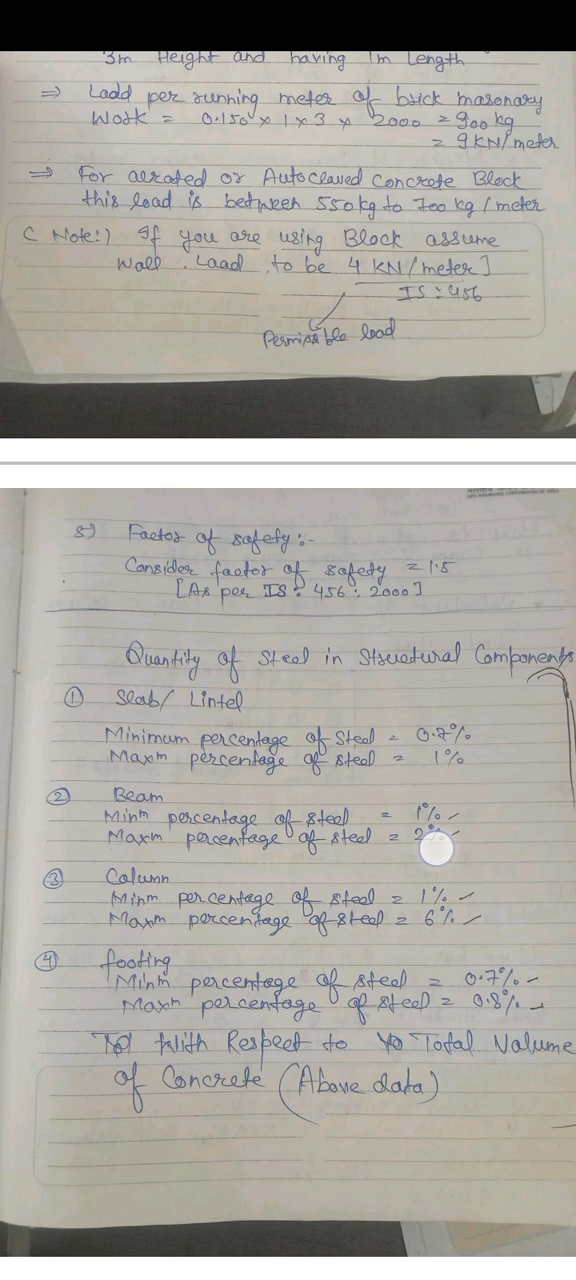 3m Height and having 1m Length
⇒ Ladd per running meter of brick masonary
Work = 0.150 x 1 x 3 x 2000 = 900 kg
= 9 KN/meter
⇒ For aerated or Autoclaved Concrete Block
this load is between 550 kg to 700 kg / meter
( Note:) If you are using Block assume
Wall Load to be 4 KN/meter]
IS: 456
Permissible load
LIFE INSURANCE CORPORATION OF INDIA
5) Factor of safety :-
Consider factor of safety = 1.5
[As per IS: 456: 2000]
Quantity of Steel in Structural Components
① Slab/ Lintel
Minimum percentage of Steel = 0.7%
Maxm percentage of steel = 1%
② Beam
Minm percentage of steel = 1%
Maxm percentage of steel = 2%
③ Column
Minm percentage of steel = 1%
Maxm percentage of steel = 6%
④ footing
Minm percentage of steel = 0.7%
Maxm percentage of steel = 0.8%
With Respect to Total Volume
of Concrete (Above data)